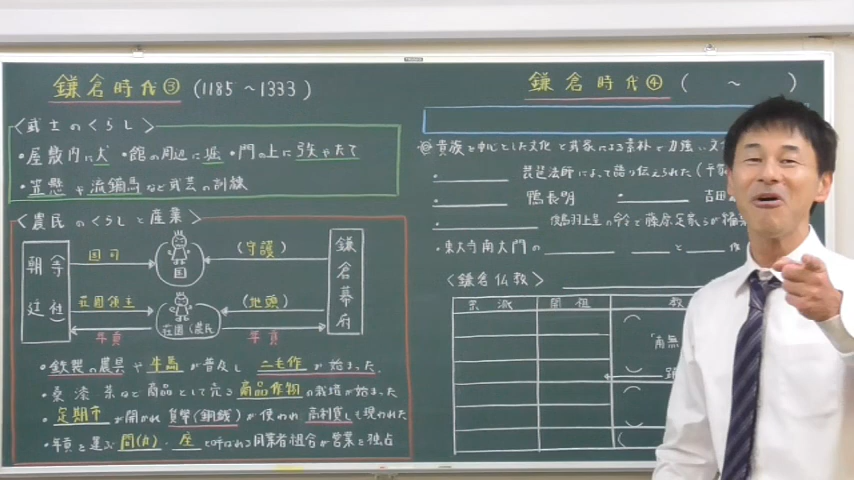 鎌倉時代③ (1185 ～1333 )
〈武士のくらし〉
・屋敷内に犬 ・館の周辺に堀 ・門の上に弓矢やたて
・笠懸 や 流鏑馬 など武芸の訓練
〈農民のくらしと産業〉
朝廷
寺社
国司
国
(守護)
鎌倉幕府
荘園領主
荘園(農民
(地頭)
年貢
年貢
・鉄製の農具 や 牛馬 が普及し 二毛作 が始まった
・桑 漆 茶など商品として売る 商品作物 の栽培が始まった
・定期市 が開かれ 貨幣(銅銭)が使われ 高利貸しも現われた
・年貢を運ぶ 問(丸)、座 と呼ばれる同業者組合が営業を独占
鎌倉時代④ ( ～ )
貴族を中心とした文化 と 武家による素朴で力強い文
琵琶法師によって語り伝えられた(平家
鴨長明 ・ 吉田
後鳥羽上皇の命で藤原定家らが編
・東大寺南大門の と 作
〈鎌倉仏教〉
宗派 開祖 教
「南無
踊